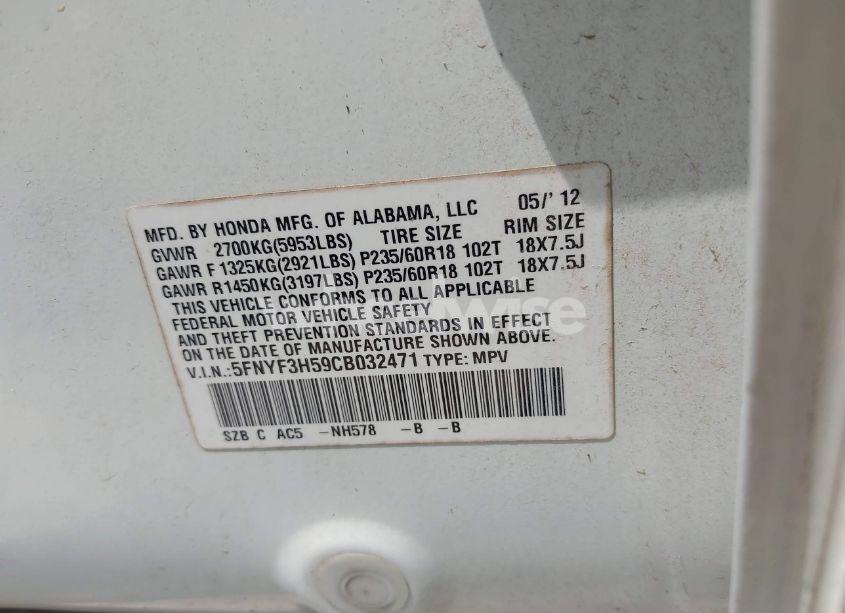 MFD. BY HONDA MFG. OF ALABAMA, LLC 05/' 12
GVWR 2700KG(5953LBS) TIRE SIZE RIM SIZE
GAWR F 1325KG(2921LBS) P235/60R18 102T 18X7.5J
GAWR R1450KG(3197LBS) P235/60R18 102T 18X7.5J
THIS VEHICLE CONFORMS TO ALL APPLICABLE
FEDERAL MOTOR VEHICLE SAFETY
AND THEFT PREVENTION STANDARDS IN EFFECT
ON THE DATE OF MANUFACTURE SHOWN ABOVE.
V.I.N.:5FNYF3H59CB032471 TYPE: MPV
SZB C AC5 -NH578 -B -B